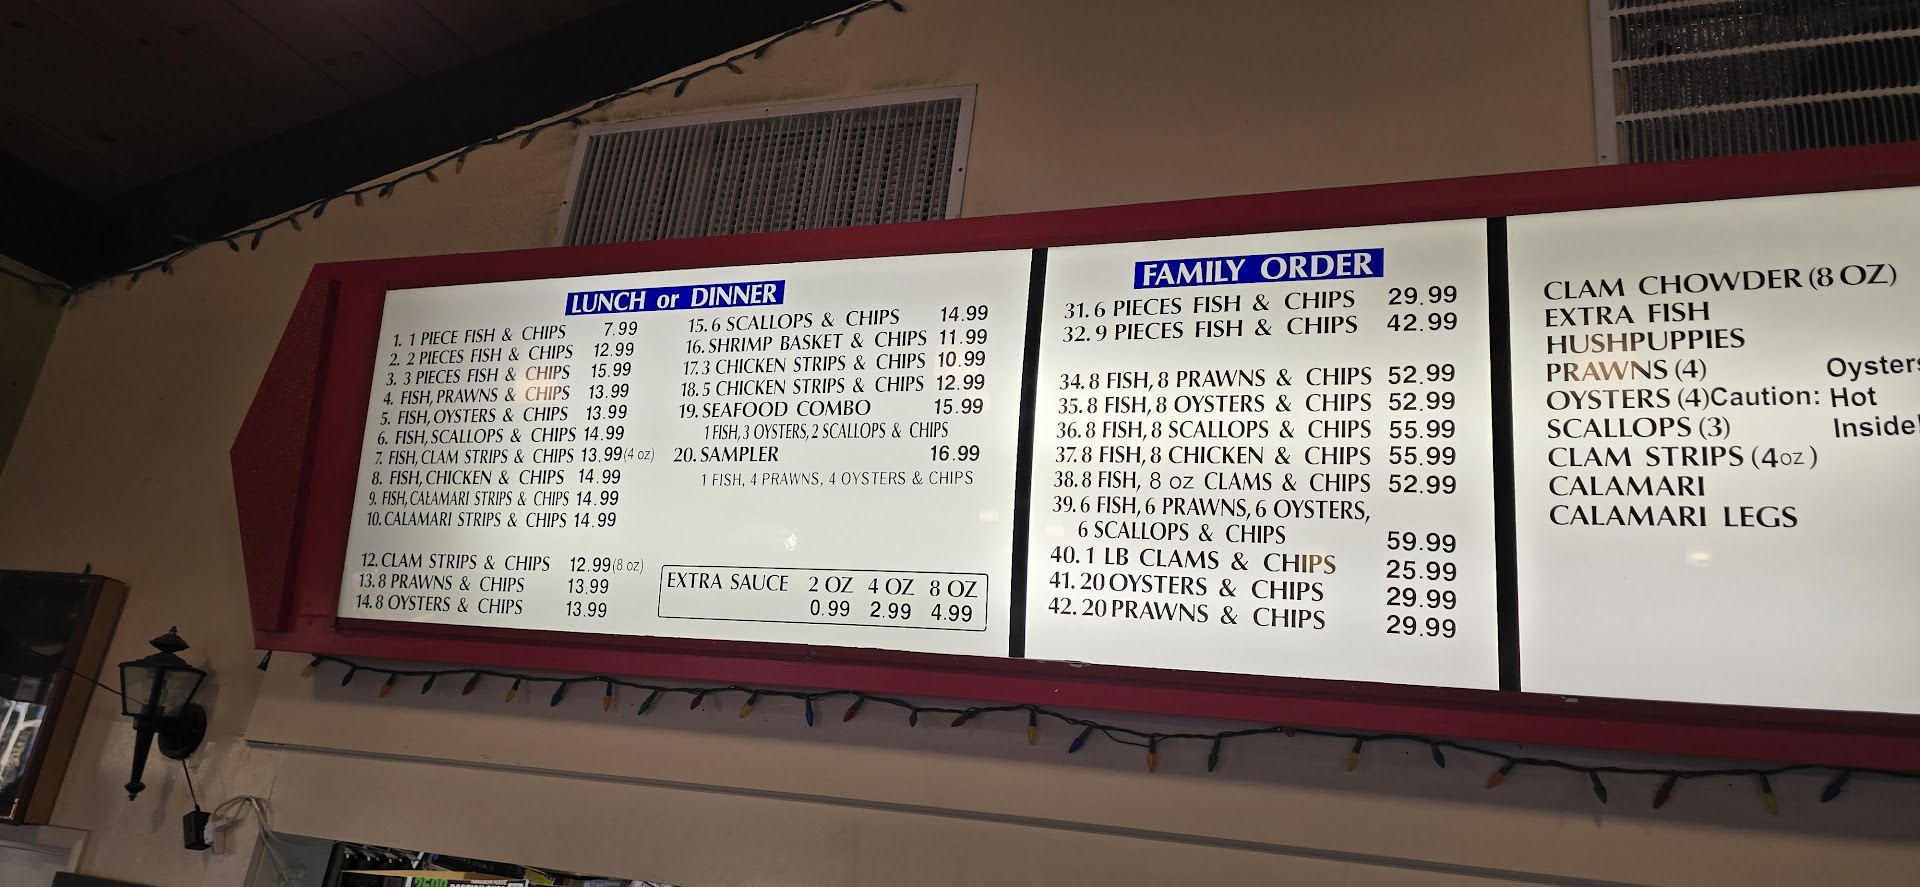 LUNCH or DINNER
1. 1 PIECE FISH & CHIPS 7.99
2. 2 PIECES FISH & CHIPS 12.99
3. 3 PIECES FISH & CHIPS 15.99
4. FISH, PRAWNS & CHIPS 13.99
5. FISH, OYSTERS & CHIPS 13.99
6. FISH, SCALLOPS & CHIPS 14.99
7. FISH, CLAM STRIPS & CHIPS 13.99 (4 oz)
8. FISH, CHICKEN & CHIPS 14.99
9. FISH, CALAMARI STRIPS & CHIPS 14.99
10. CALAMARI STRIPS & CHIPS 14.99
12. CLAM STRIPS & CHIPS 12.99 (8 oz)
13. 8 PRAWNS & CHIPS 13.99
14. 8 OYSTERS & CHIPS 13.99
15. 6 SCALLOPS & CHIPS 14.99
16. SHRIMP BASKET & CHIPS 11.99
17. 3 CHICKEN STRIPS & CHIPS 10.99
18. 5 CHICKEN STRIPS & CHIPS 12.99
19. SEAFOOD COMBO 15.99
1 FISH, 3 OYSTERS, 2 SCALLOPS & CHIPS
20. SAMPLER 16.99
1 FISH, 4 PRAWNS, 4 OYSTERS & CHIPS
EXTRA SAUCE 2 OZ 4 OZ 8 OZ
0.99 2.99 4.99
FAMILY ORDER
31. 6 PIECES FISH & CHIPS 29.99
32. 9 PIECES FISH & CHIPS 42.99
34. 8 FISH, 8 PRAWNS & CHIPS 52.99
35. 8 FISH, 8 OYSTERS & CHIPS 52.99
36. 8 FISH, 8 SCALLOPS & CHIPS 55.99
37. 8 FISH, 8 CHICKEN & CHIPS 55.99
38. 8 FISH, 8 oz CLAMS & CHIPS 52.99
39. 6 FISH, 6 PRAWNS, 6 OYSTERS,
6 SCALLOPS & CHIPS 59.99
40. 1 LB CLAMS & CHIPS 25.99
41. 20 OYSTERS & CHIPS 29.99
42. 20 PRAWNS & CHIPS 29.99
CLAM CHOWDER (8 OZ)
EXTRA FISH
HUSHPUPPIES
PRAWNS (4) Oysters
OYSTERS (4) Caution: Hot
SCALLOPS (3) Inside!
CLAM STRIPS (4oz)
CALAMARI
CALAMARI LEGS